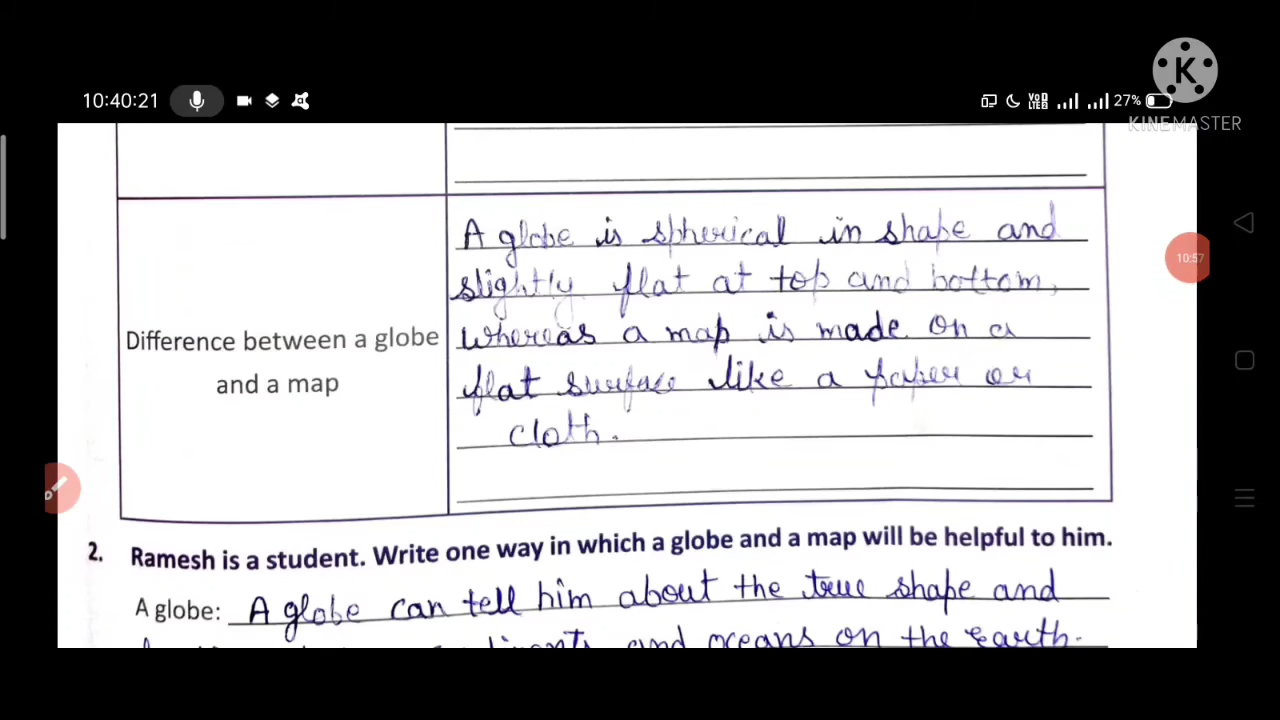 10:40:21
VoD
LTE 2
27%
K
KINEMASTER
A globe is spherical in shape and
slightly flat at top and bottom,
10:57
whereas a map is made on a
Difference between a globe
and a map
flat surface like a paper or
cloth.
2. Ramesh is a student. Write one way in which a globe and a map will be helpful to him.
A globe: A globe can tell him about the true shape and
and oceans on the earth.